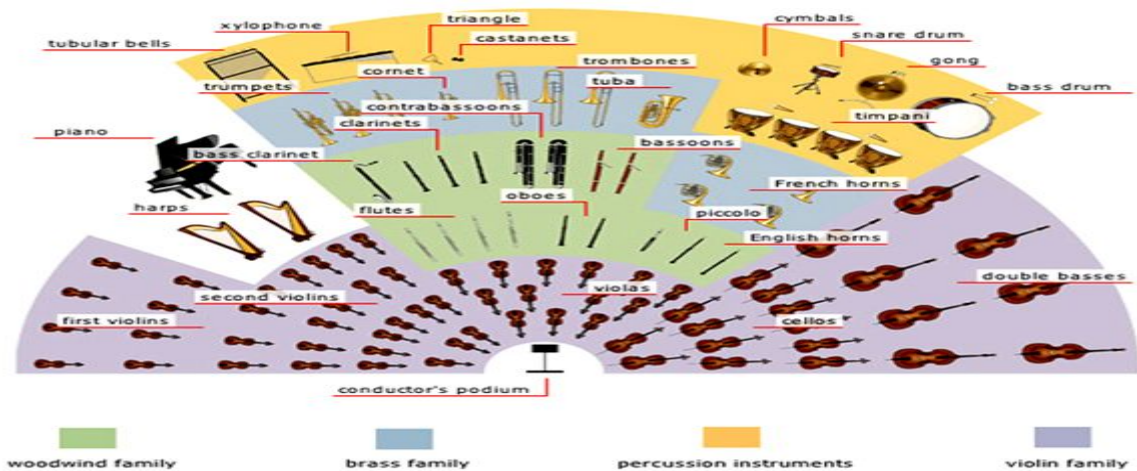 cymbals
triangle
xylophone
snare drum
castanets
tubular bells
gong
trombones
cornet
tuba
trumpets
bass drum
contrabassoons
timpani
clarinets
piano
bassoons
bass clarinet
French horns
oboes
harps
flutes
piccolo
English horns
double basses
violas
second violins
first violins
cellos
conductor's podium
woodwind family
brass family
percussion instruments
violin family